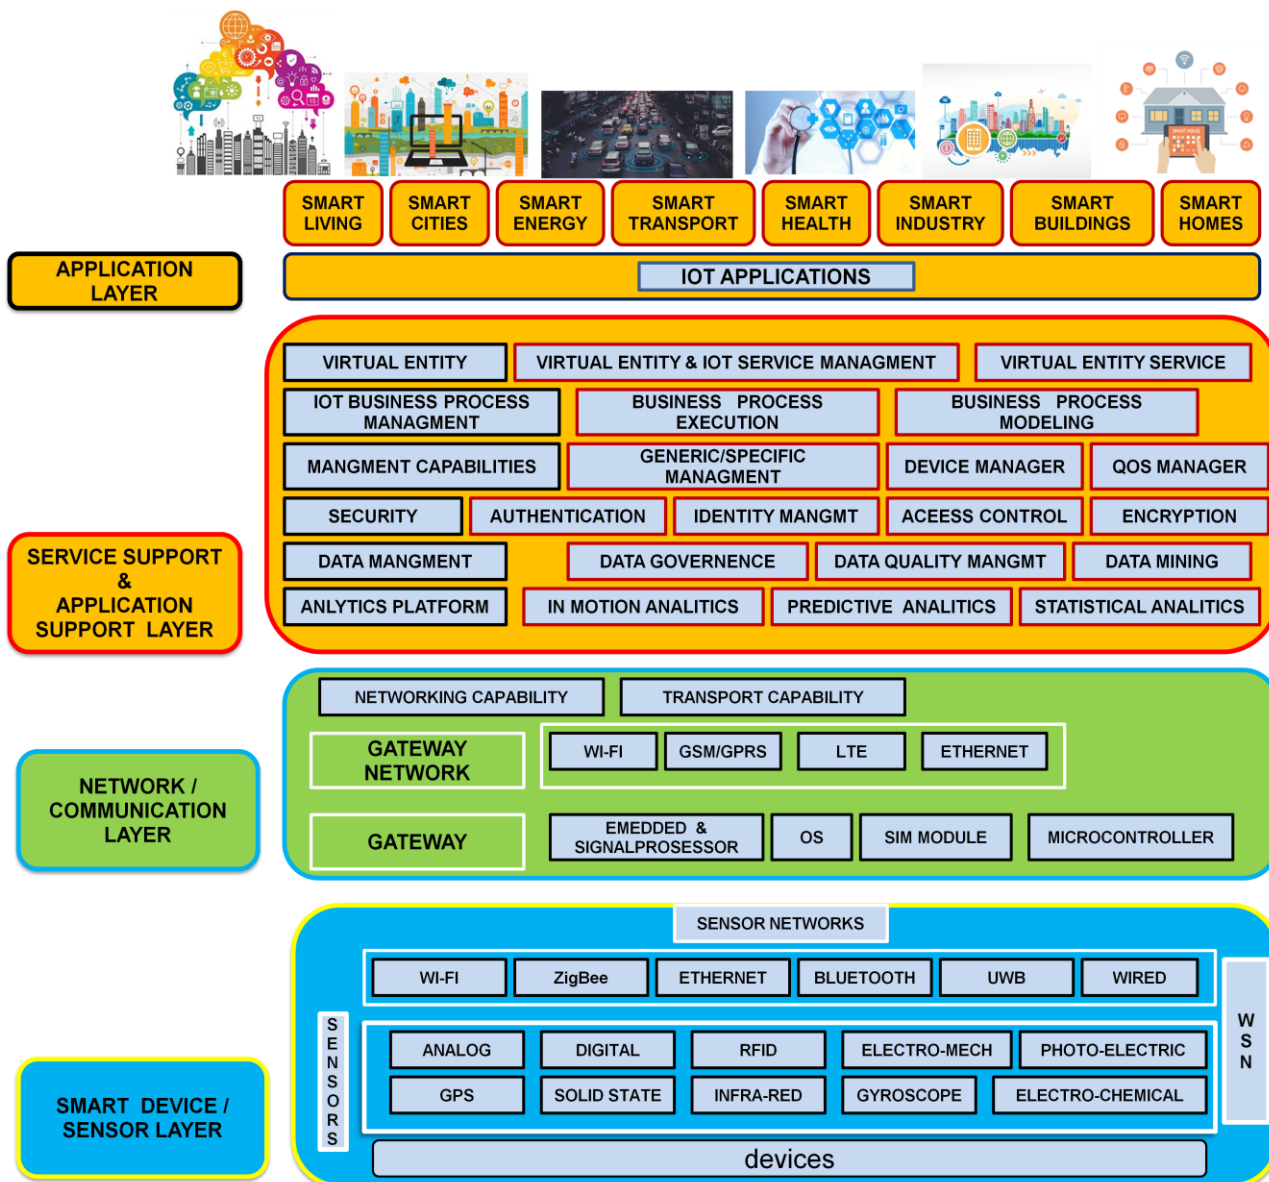 SMART HOUSE
SMART LIVING
SMART CITIES
SMART ENERGY
SMART TRANSPORT
SMART HEALTH
SMART INDUSTRY
SMART BUILDINGS
SMART HOMES
APPLICATION
LAYER
IOT APPLICATIONS
VIRTUAL ENTITY
VIRTUAL ENTITY & IOT SERVICE MANAGMENT
VIRTUAL ENTITY SERVICE
IOT BUSINESS PROCESS
MANAGMENT
BUSINESS PROCESS
EXECUTION
BUSINESS PROCESS
MODELING
MANGMENT CAPABILITIES
GENERIC/SPECIFIC
MANAGMENT
DEVICE MANAGER
QOS MANAGER
SECURITY
AUTHENTICATION
IDENTITY MANGMT
ACEESS CONTROL
ENCRYPTION
SERVICE SUPPORT
&
APPLICATION
SUPPORT LAYER
DATA MANGMENT
DATA GOVERNENCE
DATA QUALITY MANGMT
DATA MINING
ANLYTICS PLATFORM
IN MOTION ANALITICS
PREDICTIVE ANALITICS
STATISTICAL ANALITICS
NETWORKING CAPABILITY
TRANSPORT CAPABILITY
GATEWAY
NETWORK
WI-FI
GSM/GPRS
LTE
ETHERNET
NETWORK /
COMMUNICATION
LAYER
GATEWAY
EMEDDED &
SIGNALPROSESSOR
OS
SIM MODULE
MICROCONTROLLER
SENSOR NETWORKS
WI-FI
ZigBee
ETHERNET
BLUETOOTH
UWB
WIRED
SENSORS
WSN
ANALOG
DIGITAL
RFID
ELECTRO-MECH
PHOTO-ELECTRIC
GPS
SOLID STATE
INFRA-RED
GYROSCOPE
ELECTRO-CHEMICAL
SMART DEVICE /
SENSOR LAYER
devices